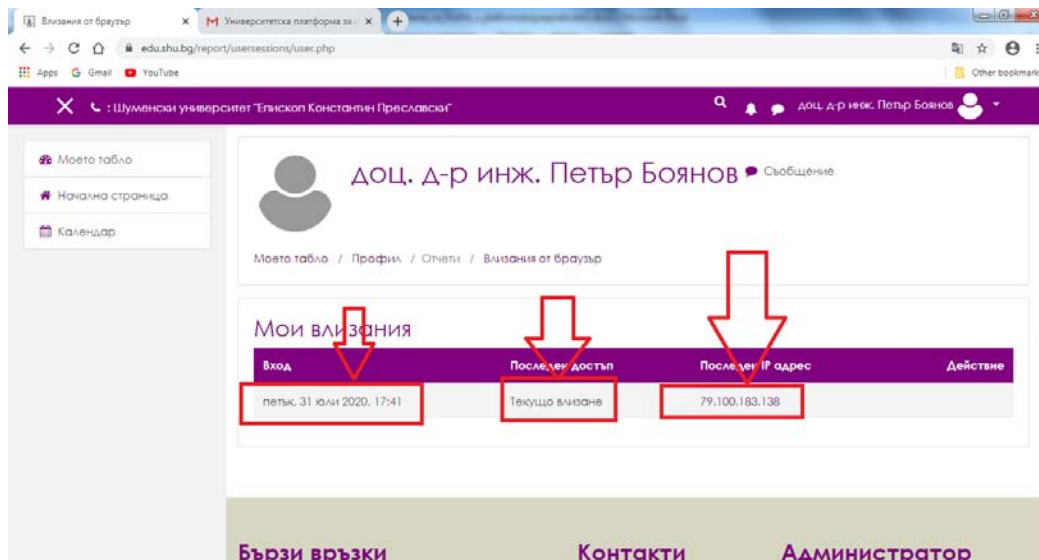 Влизания от браузър
Университетска платформа за
edu.shu.bg/report/usersessions/user.php
Apps Gmail YouTube Other bookmark
: Шуменски университет "Епископ Константин Преславски" доц. д-р инж. Петър Боянов
Моето табло
Начална страница
Календар
доц. д-р инж. Петър Боянов Съобщение
Моето табло / Профил / Отчети / Влизания от браузър
Мои влизания
Вход Последен достъп Последен IP адрес Действие
петък, 31 юли 2020, 17:41 Текущо влизане 79.100.183.138
Бързи връзки Контакти Администратор